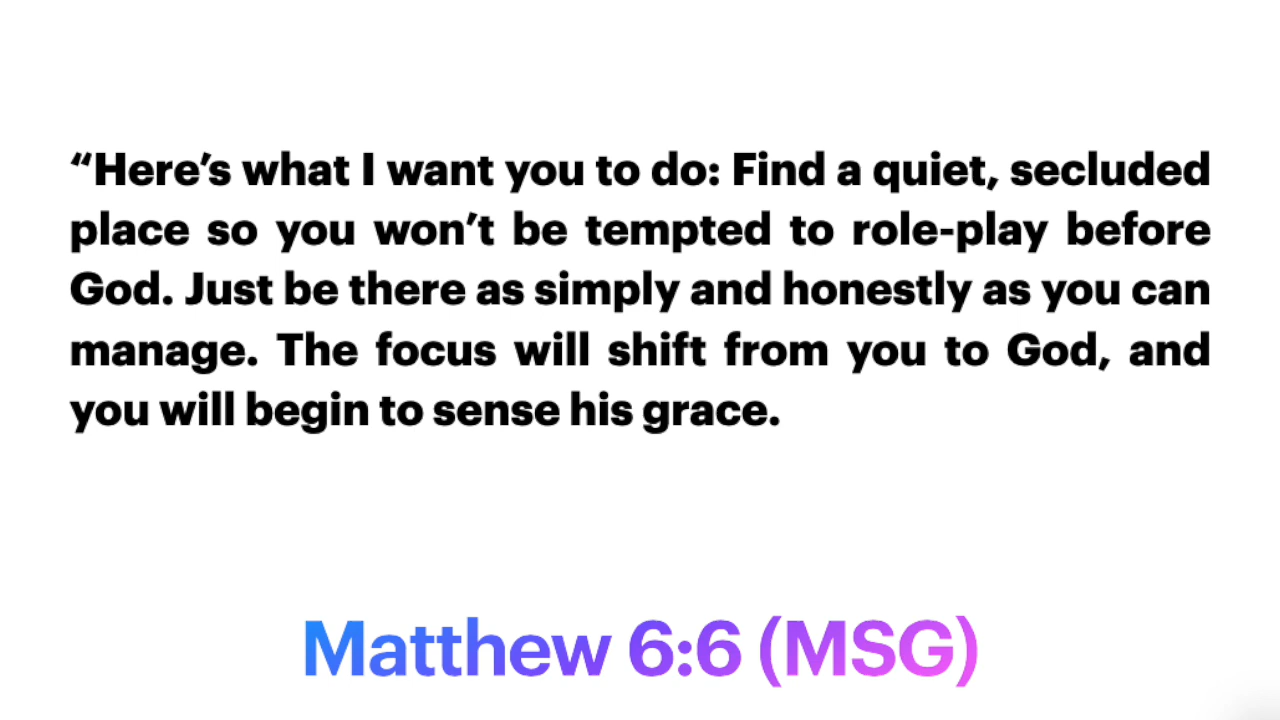 “Here’s what I want you to do: Find a quiet, secluded
place so you won’t be tempted to role-play before
God. Just be there as simply and honestly as you can
manage. The focus will shift from you to God, and
you will begin to sense his grace.
Matthew 6:6 (MSG)